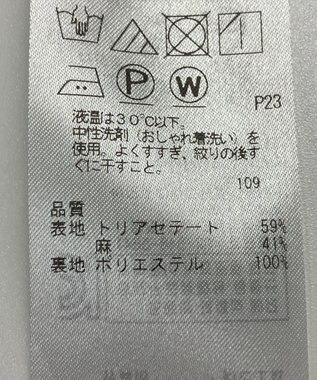 P
W
P23
液温は30℃以下。
中性洗剤（おしゃれ着洗い）を
使用。よくすすぎ、絞りの後す
ぐに干すこと。
109
品質
表地 トリアセテート 59%
麻 41%
裏地 ポリエステル 100%